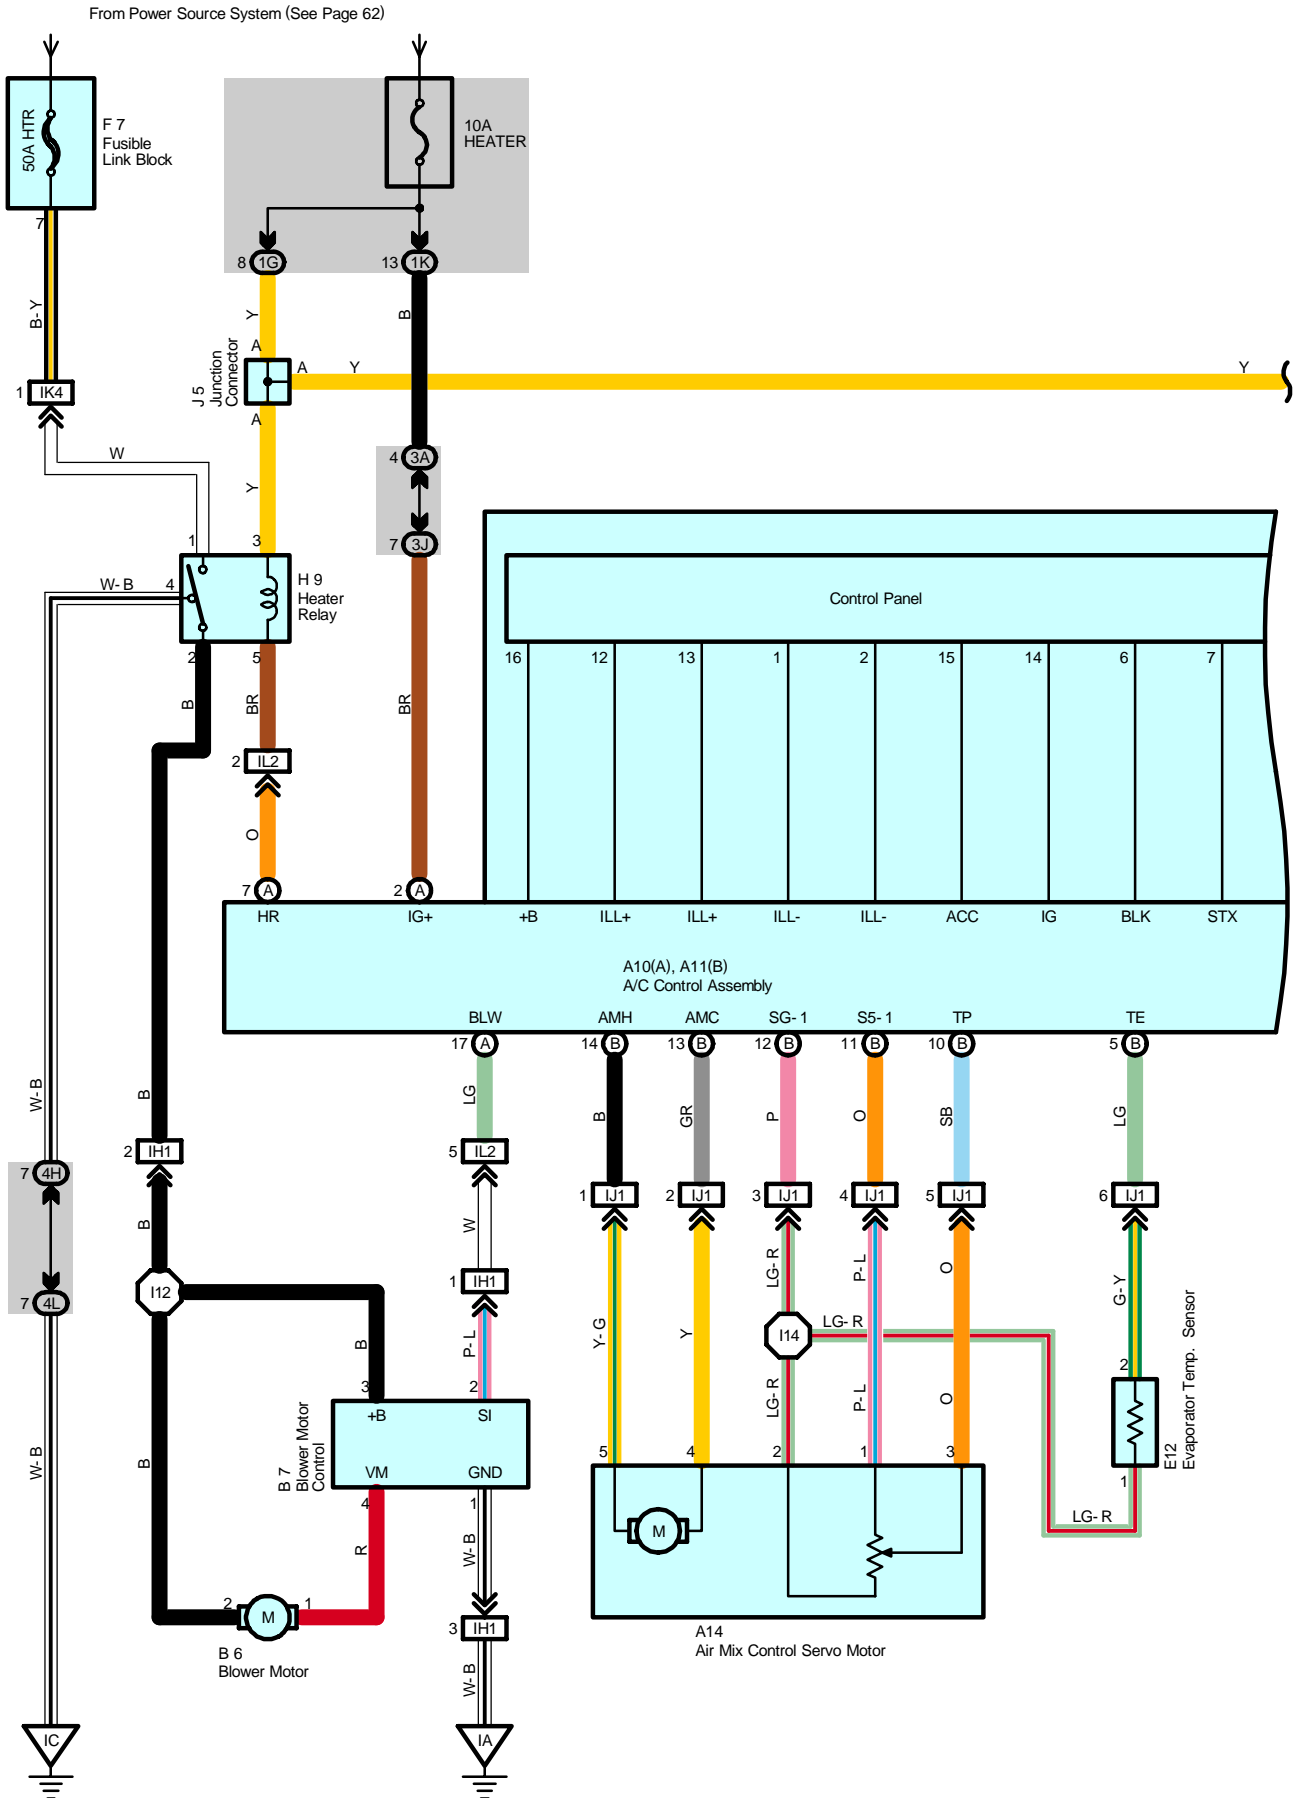 From Power Source System (See Page 62)
50A HTR
F 7
Fusible
Link Block
10A
HEATER
7
8 1G
13 1K
B- Y
Y
B
A
J 5
Junction
Connector
A
Y
Y
1 IK4
A
W
Y
4 3A
7 3J
1
3
W- B
4
H 9
Heater
Relay
Control Panel
2
5
16
12
13
1
2
15
14
6
7
B
BR
BR
2 IL2
O
7 A
2 A
HR
IG+
+B
ILL+
ILL+
ILL-
ILL-
ACC
IG
BLK
STX
A10(A), A11(B)
A/C Control Assembly
BLW
AMH
AMC
SG- 1
S5- 1
TP
TE
17 A
14 B
13 B
12 B
11 B
10 B
5 B
W- B
B
LG
B
GR
P
O
SB
LG
2 IH1
5 IL2
7 4H
1 IJ1
2 IJ1
3 IJ1
4 IJ1
5 IJ1
6 IJ1
B
W
LG- R
P- L
O
G- Y
7 4L
I12
1 IH1
Y- G
Y
I14
LG- R
B
P- L
LG- R
P- L
O
2
E12
Evaporator Temp. Sensor
3
2
+B
SI
B 7
Blower Motor
Control
VM
GND
W- B
B
5
4
2
1
3
1
4
1
R
W- B
LG- R
M
2
M
1
3 IH1
B 6
Blower Motor
A14
Air Mix Control Servo Motor
W- B
IC
IA